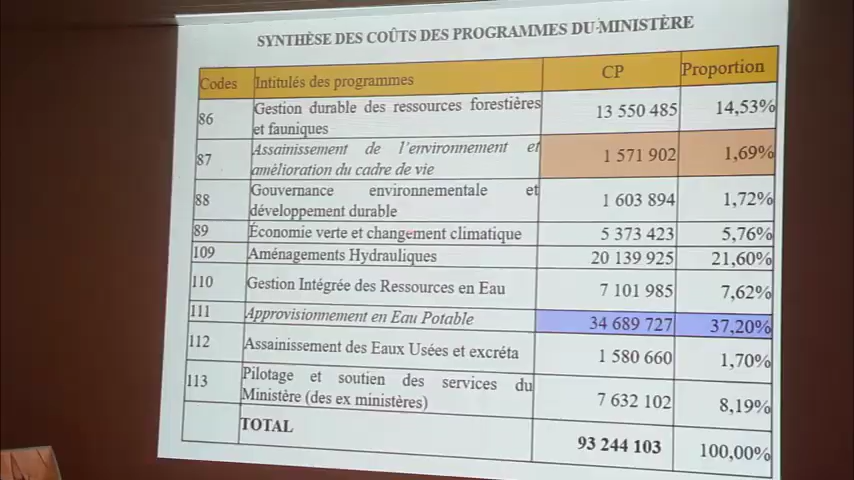 SYNTHÈSE DES COÛTS DES PROGRAMMES DU MINISTÈRE
Codes Intitulés des programmes CP Proportion
86 Gestion durable des ressources forestières et fauniques 13 550 485 14,53%
87 Assainissement de l'environnement et amélioration du cadre de vie 1 571 902 1,69%
88 Gouvernance environnementale et développement durable 1 603 894 1,72%
89 Économie verte et changement climatique 5 373 423 5,76%
109 Aménagements Hydrauliques 20 139 925 21,60%
110 Gestion Intégrée des Ressources en Eau 7 101 985 7,62%
111 Approvisionnement en Eau Potable 34 689 727 37,20%
112 Assainissement des Eaux Usées et excréta 1 580 660 1,70%
113 Pilotage et soutien des services du Ministère (des ex ministères) 7 632 102 8,19%
TOTAL 93 244 103 100,00%